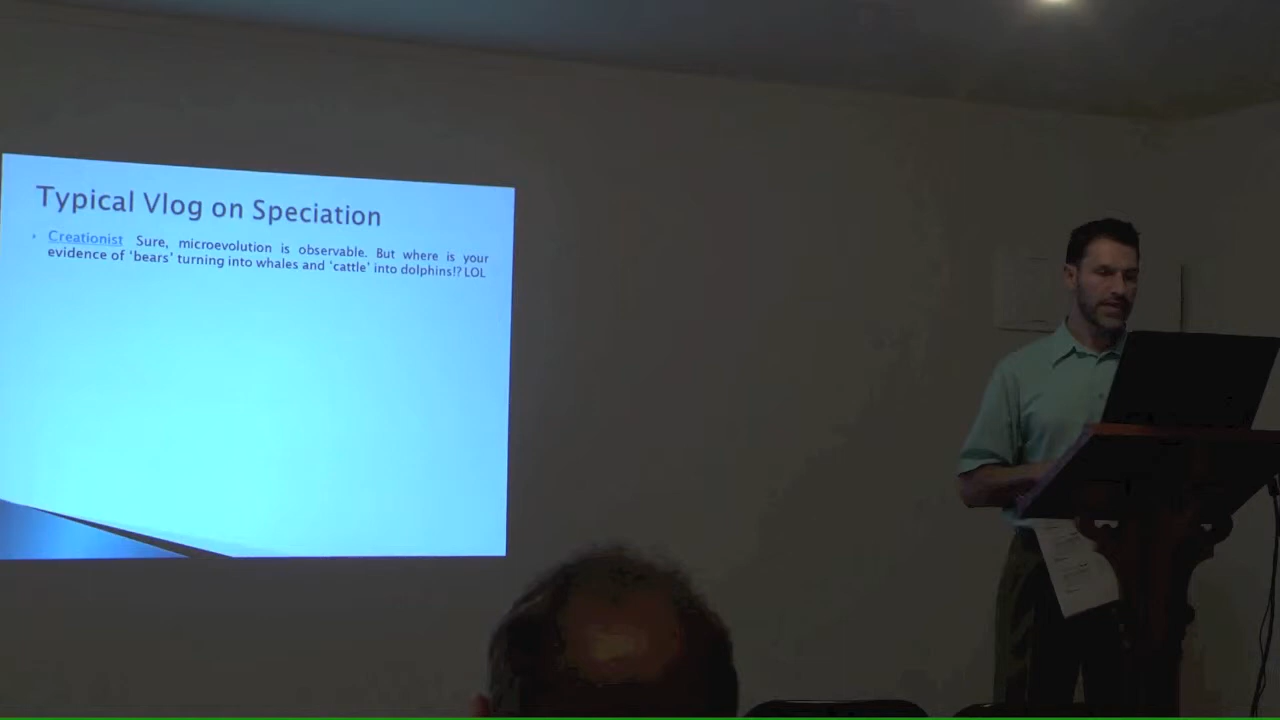 Typical Vlog on Speciation
Creationist Sure, microevolution is observable. But where is your
evidence of ‘bears’ turning into whales and ‘cattle’ into dolphins!? LOL